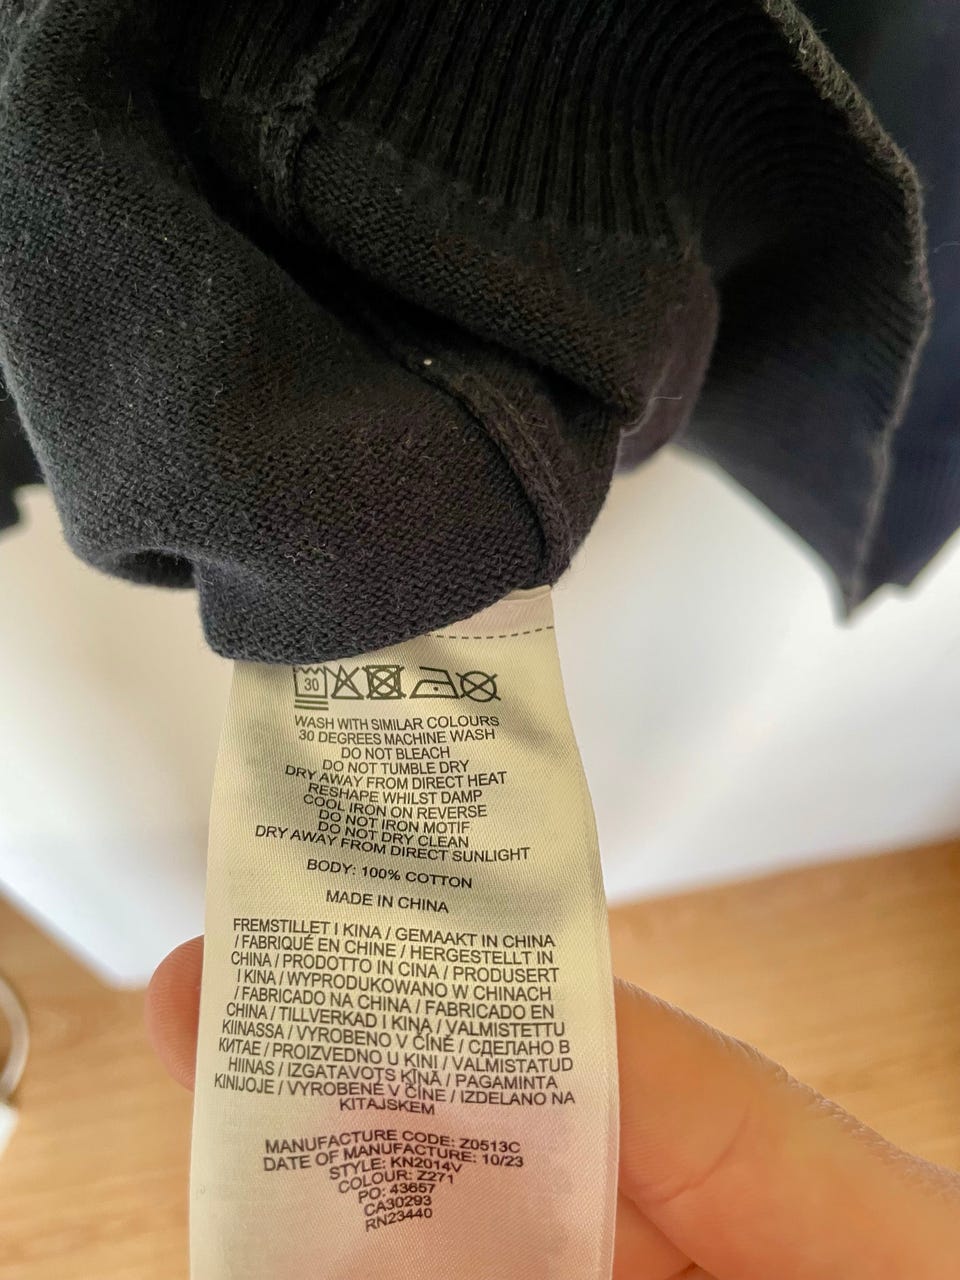 30
WASH WITH SIMILAR COLOURS
30 DEGREES MACHINE WASH
DO NOT BLEACH
DO NOT TUMBLE DRY
DRY AWAY FROM DIRECT HEAT
RESHAPE WHILST DAMP
COOL IRON ON REVERSE
DO NOT IRON MOTIF
DO NOT DRY CLEAN
DRY AWAY FROM DIRECT SUNLIGHT
BODY: 100% COTTON
MADE IN CHINA
FREMSTILLET I KINA / GEMAAKT IN CHINA
/ FABRIQUÉ EN CHINE / HERGESTELLT IN
CHINA / PRODOTTO IN CINA / PRODUSERT
I KINA / WYPRODUKOWANO W CHINACH
/ FABRICADO NA CHINA / FABRICADO EN
CHINA / TILLVERKAD I KINA / VALMISTETTU
KIINASSA / VYROBENO V ČÍNĚ / СДЕЛАНО В
КИТАЕ / PROIZVEDNO U KINI / VALMISTATUD
HIINAS / IZGATAVOTS ĶĪNĀ / PAGAMINTA
KINIJOJE / VYROBENÉ V ČÍNE / IZDELANO NA
KITAJSKEM
MANUFACTURE CODE: Z0513C
DATE OF MANUFACTURE: 10/23
STYLE: KN2014V
COLOUR: Z271
PO: 43657
CA30293
RN23440